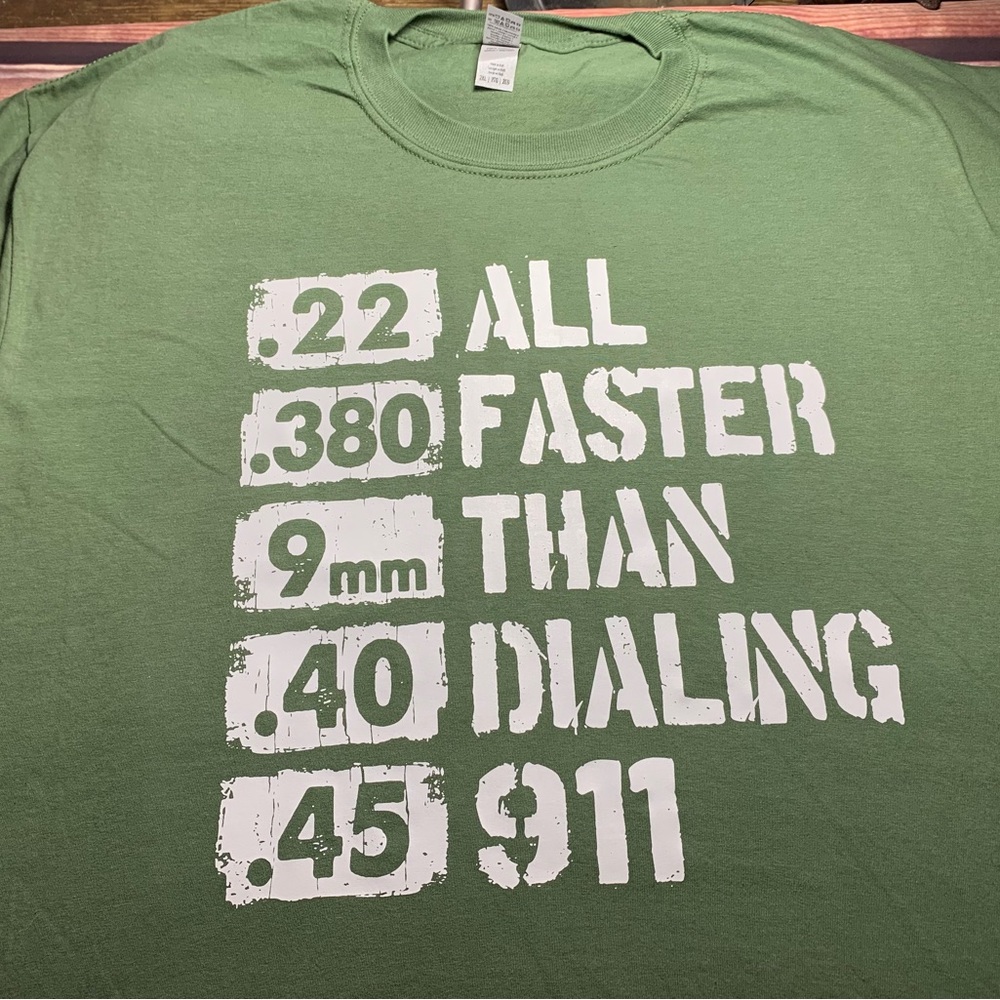 .22 ALL
.380 FASTER
9mm THAN
.40 DIALING
.45 911